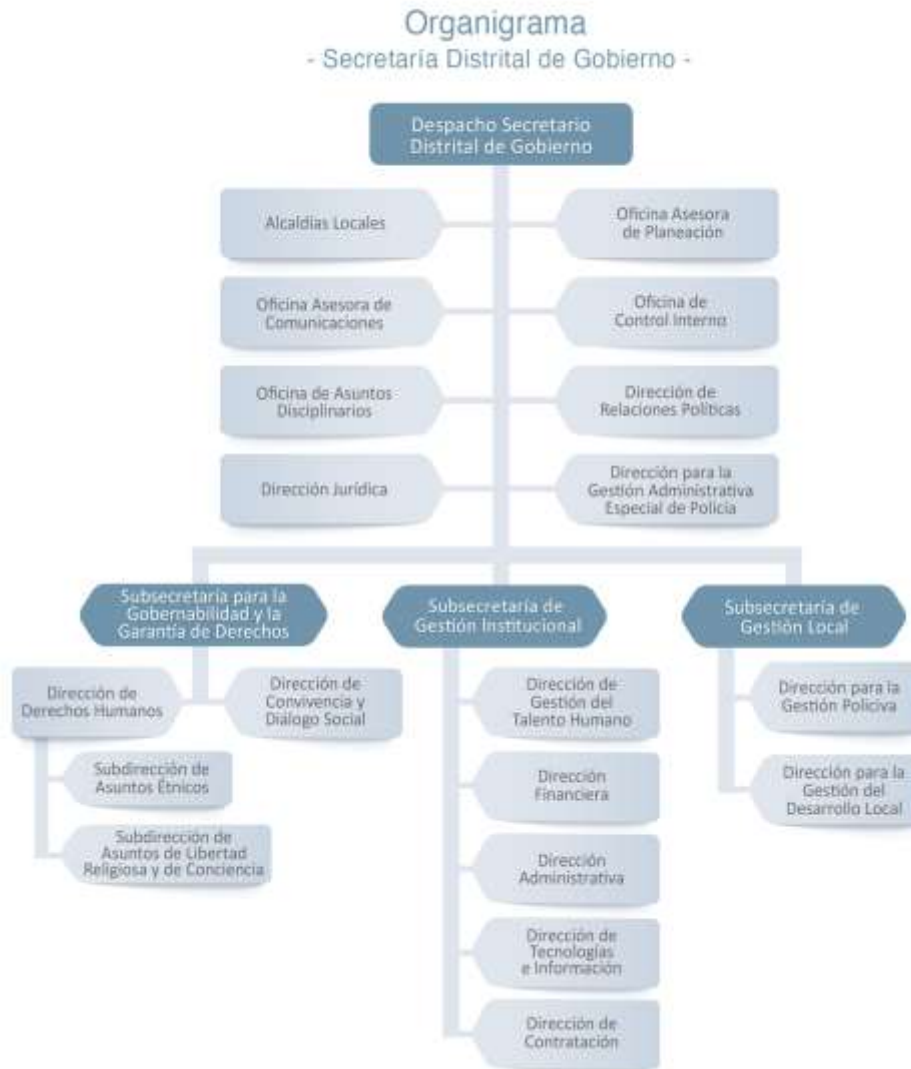 Organigrama
- Secretaría Distrital de Gobierno -
Despacho Secretario
Distrital de Gobierno
Alcaldías Locales
Oficina Asesora
de Planeación
Oficina Asesora de
Comunicaciones
Oficina de
Control Interno
Oficina de Asuntos
Disciplinarios
Dirección de
Relaciones Políticas
Dirección Jurídica
Dirección para la
Gestión Administrativa
Especial de Policia
Subsecretaría para la
Gobernabilidad y la
Garantía de Derechos
Subsecretaría de
Gestión Institucional
Subsecretaría de
Gestión Local
Dirección de
Derechos Humanos
Dirección de
Convivencia y
Diálogo Social
Subdirección de
Asuntos Étnicos
Subdirección de
Asuntos de Libertad
Religiosa y de Conciencia
Dirección de
Gestión del
Talento Humano
Dirección
Financiera
Dirección
Administrativa
Dirección de
Tecnologías
e Información
Dirección de
Contratación
Dirección para la
Gestión Policiva
Dirección para la
Gestión del
Desarrollo Local